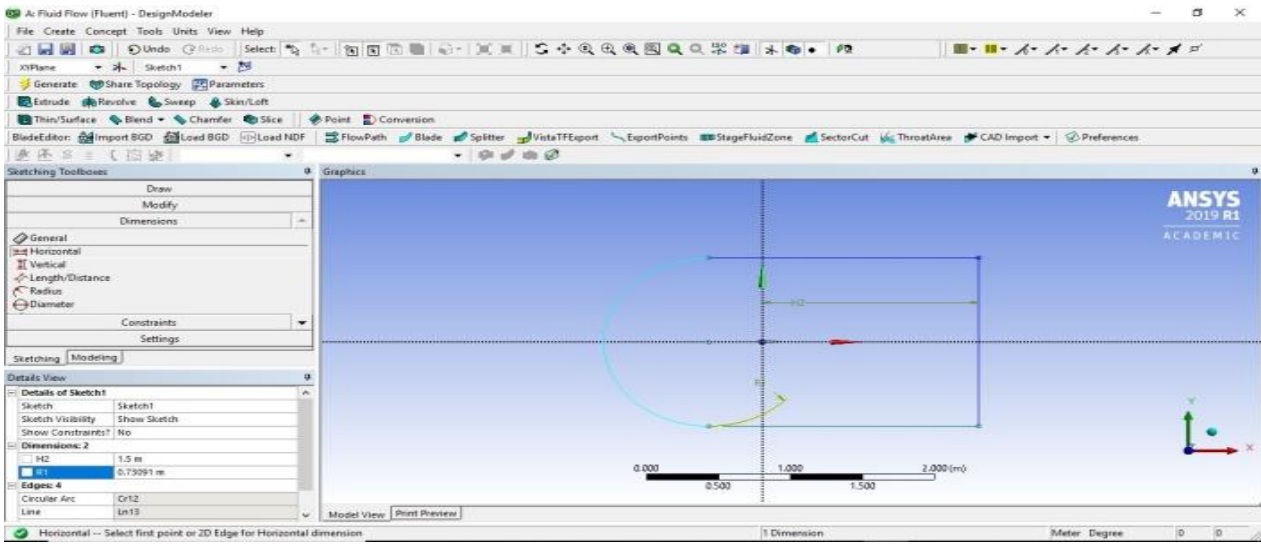 A: Fluid Flow (Fluent) - DesignModeler
File Create Concept Tools Units View Help
Undo Redo Select:
XYPlane Sketch1
Generate Share Topology Parameters
Extrude Revolve Sweep Skin/Loft
Thin/Surface Blend Chamfer Slice Point Conversion
BladeEditor: Import BGD Load BGD Load NDF FlowPath Blade Splitter VistaTFExport ExportPoints StageFluidZone SectorCut ThroatArea CAD Import Preferences
Sketching Toolboxes
Draw
Modify
Dimensions
General
Horizontal
Vertical
Length/Distance
Radius
Diameter
Constraints
Settings
Sketching Modeling
Details View
Details of Sketch1
Sketch Sketch1
Sketch Visibility Show Sketch
Show Constraints? No
Dimensions: 2
H2 1.5 m
R1 0.73091 m
Edges: 4
Circular Arc Cr12
Line Ln13
Graphics
ANSYS
2019 R1
ACADEMIC
H2
Y
X
0.000 1.000 2.000 (m)
0.500 1.500
Model View Print Preview
Horizontal -- Select first point or 2D Edge for Horizontal dimension 1 Dimension Meter Degree 0 0